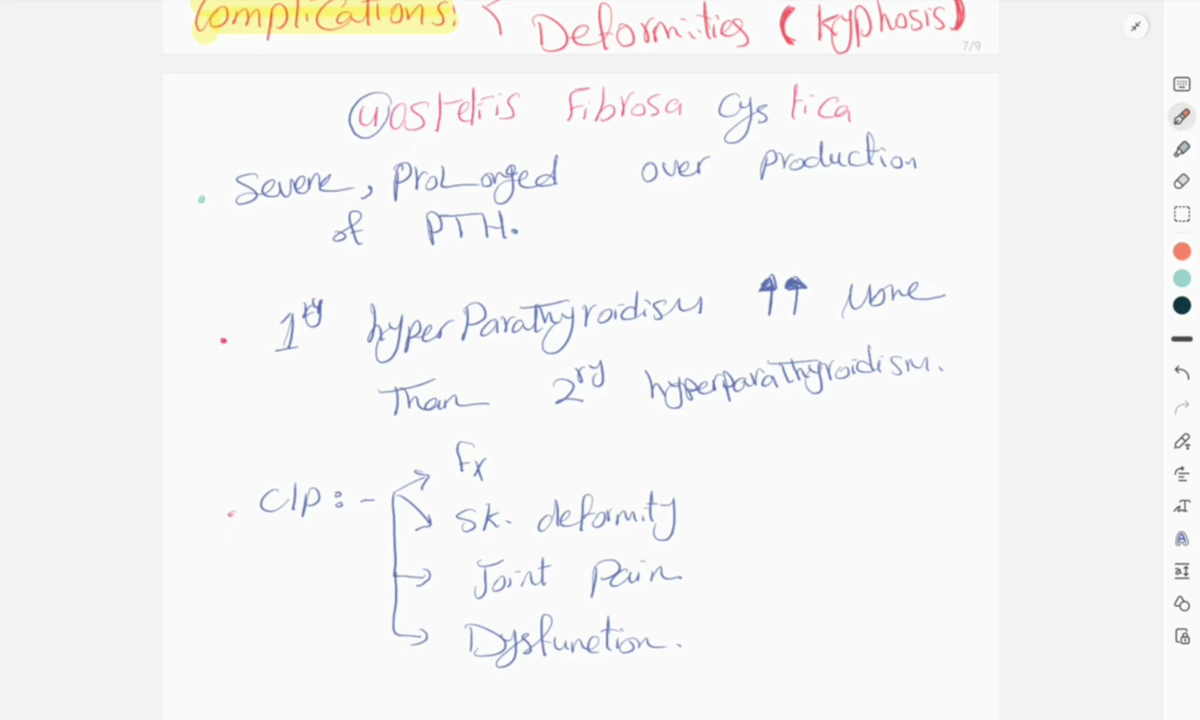 Complications: Deformities (kyphosis)
7/9
4 osteitis Fibrosa Cystica
• Severe, Prolonged over production
of PTH.
• 1ry hyperParathyroidism ↑↑ More
Than 2ry hyperparathyroidism.
• C/p :-
Fx
Sk. deformity
Joint Pain
Dysfunction.